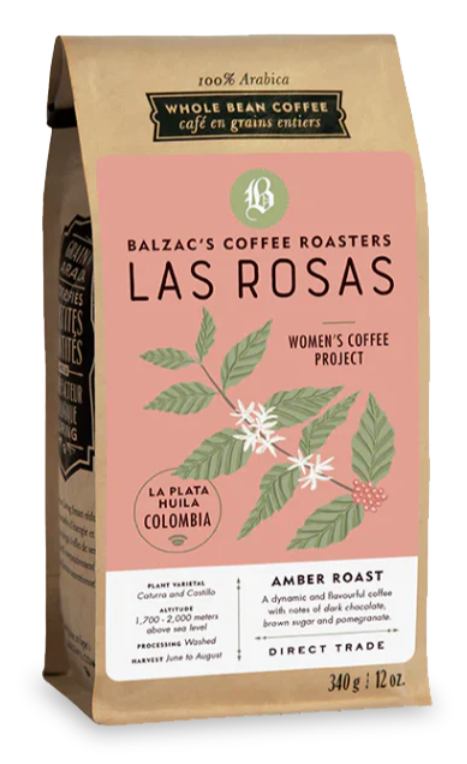 100% Arabica
WHOLE BEAN COFFEE
café en grains entiers
B
BALZAC'S COFFEE ROASTERS
LAS ROSAS
WOMEN'S COFFEE
PROJECT
LA PLATA
HUILA
COLOMBIA
PLANT VARIETAL
Caturra and Castillo
ALTITUDE
1,700 - 2,000 meters
above sea level
PROCESSING Washed
HARVEST June to August
AMBER ROAST
A dynamic and flavourful coffee
with notes of dark chocolate,
brown sugar and pomegranate.
DIRECT TRADE
340 g 12 oz.